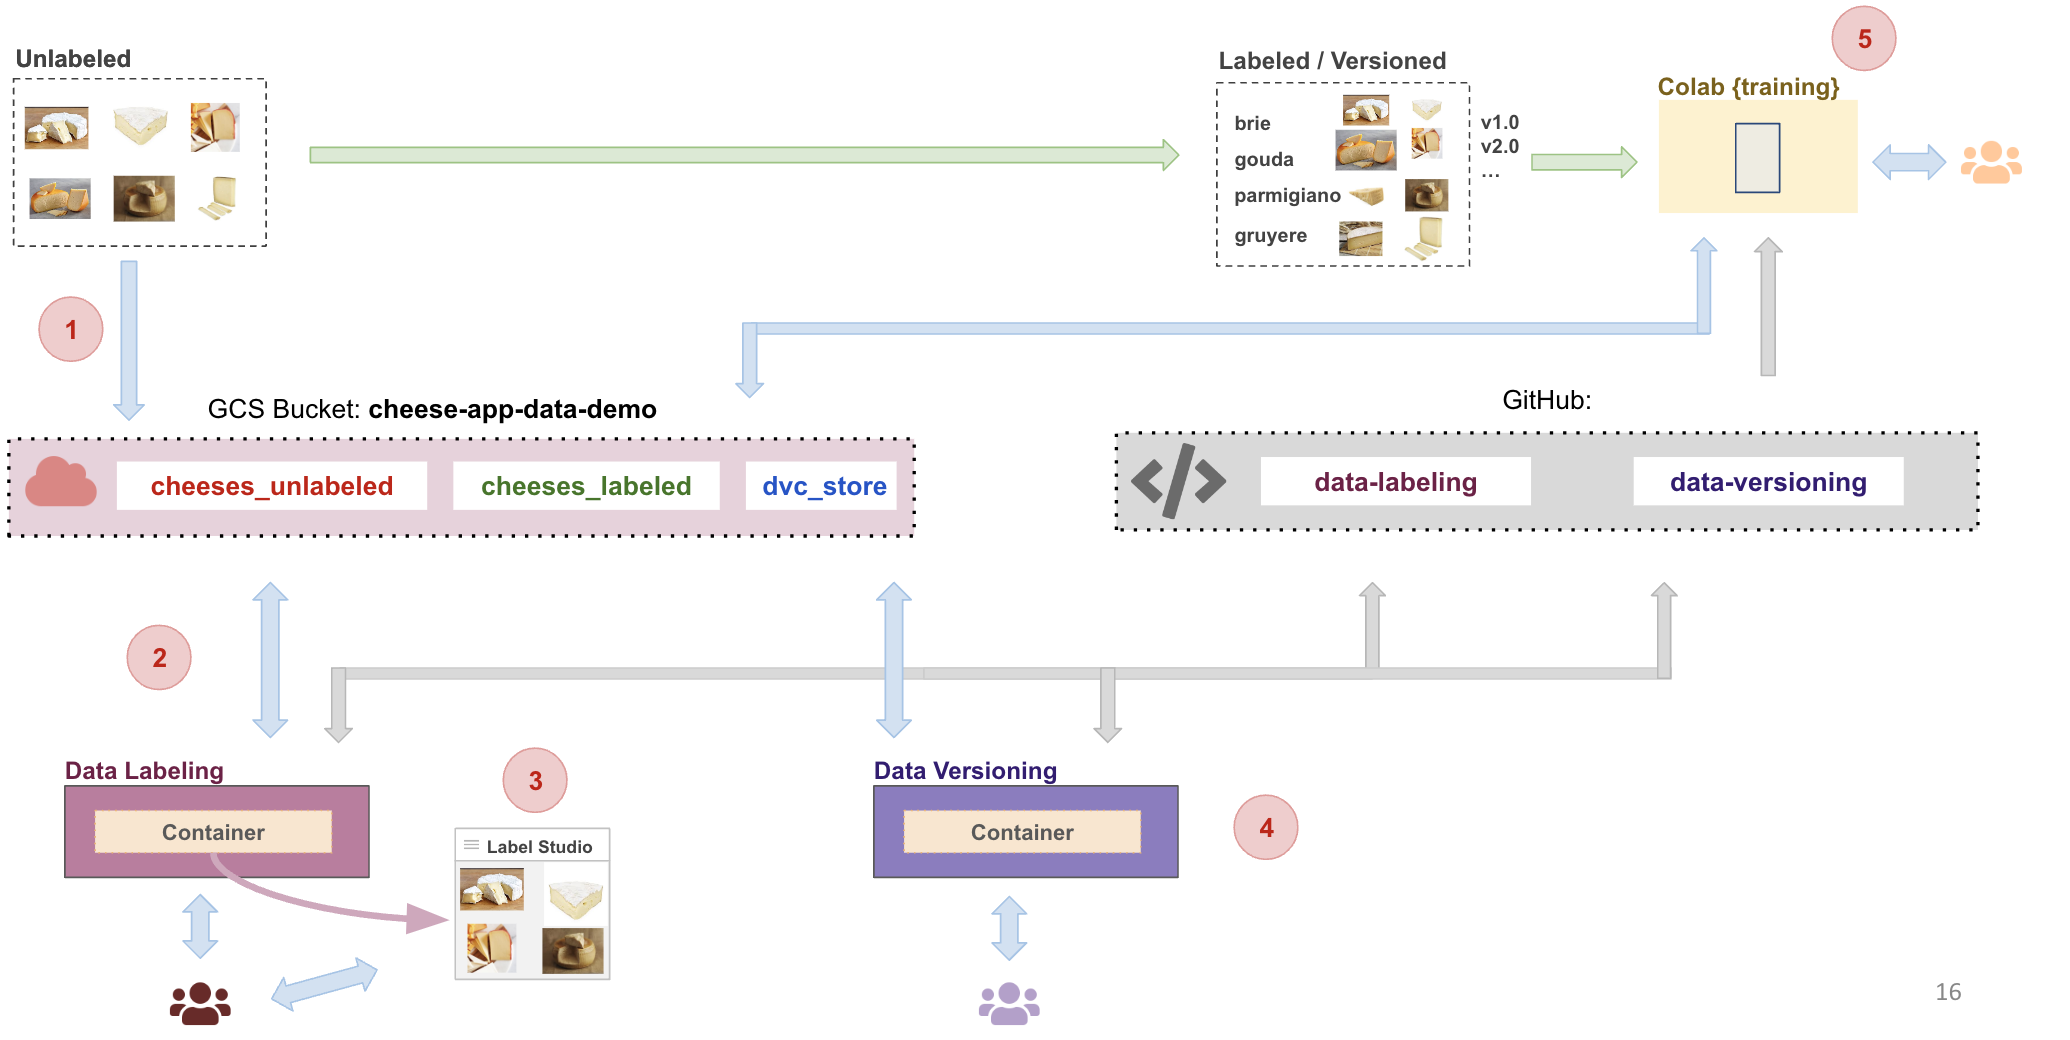 Unlabeled
Labeled / Versioned
brie
gouda
parmigiano
gruyere
v1.0
v2.0
...
5
Colab {training}
1
GCS Bucket: cheese-app-data-demo
cheeses_unlabeled
cheeses_labeled
dvc_store
GitHub:
</>
data-labeling
data-versioning
2
Data Labeling
Container
3
Label Studio
Data Versioning
Container
4
16